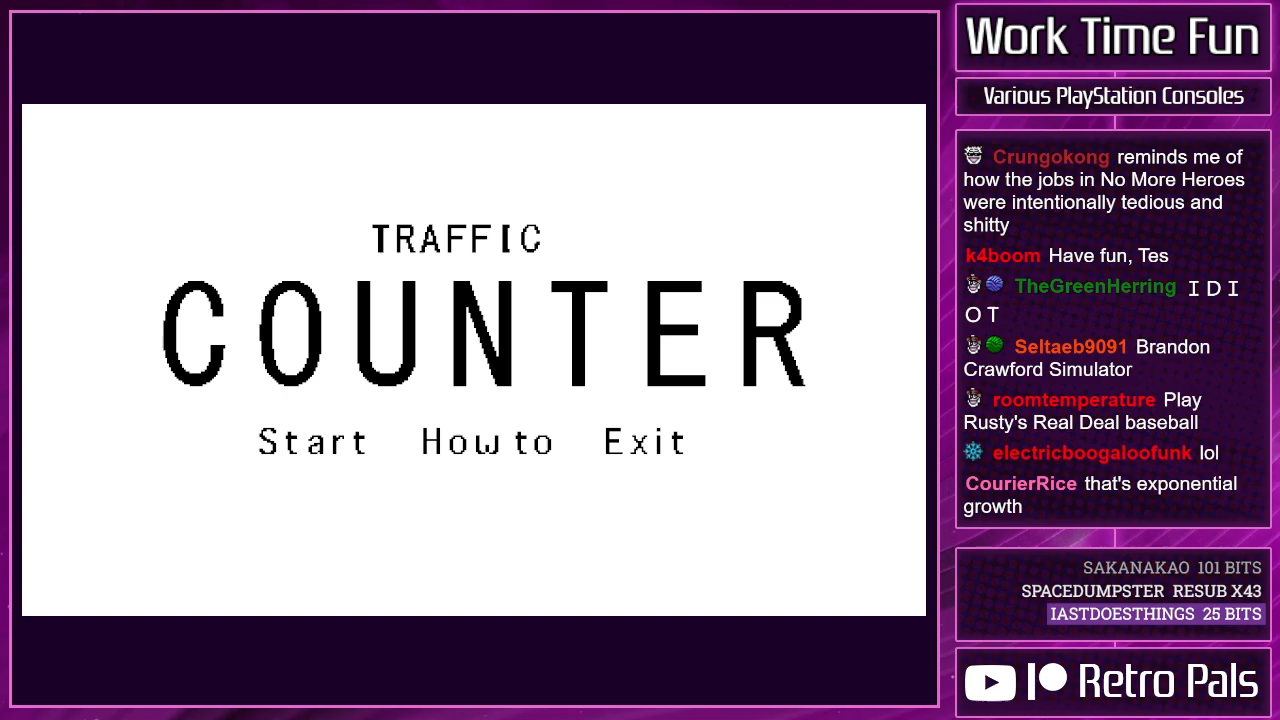 TRAFFIC
COUNTER
Start How to Exit
Work Time Fun
Various PlayStation Consoles
Crungokong reminds me of
how the jobs in No More Heroes
were intentionally tedious and
shitty
k4boom Have fun, Tes
TheGreenHerring I D I
O T
Seltaeb9091 Brandon
Crawford Simulator
roomtemperature Play
Rusty's Real Deal baseball
electricboogaloofunk lol
CourierRice that's exponential
growth
SAKANAKAO 101 BITS
SPACEDUMPSTER RESUB X43
IASTDOESTHINGS 25 BITS
Retro Pals